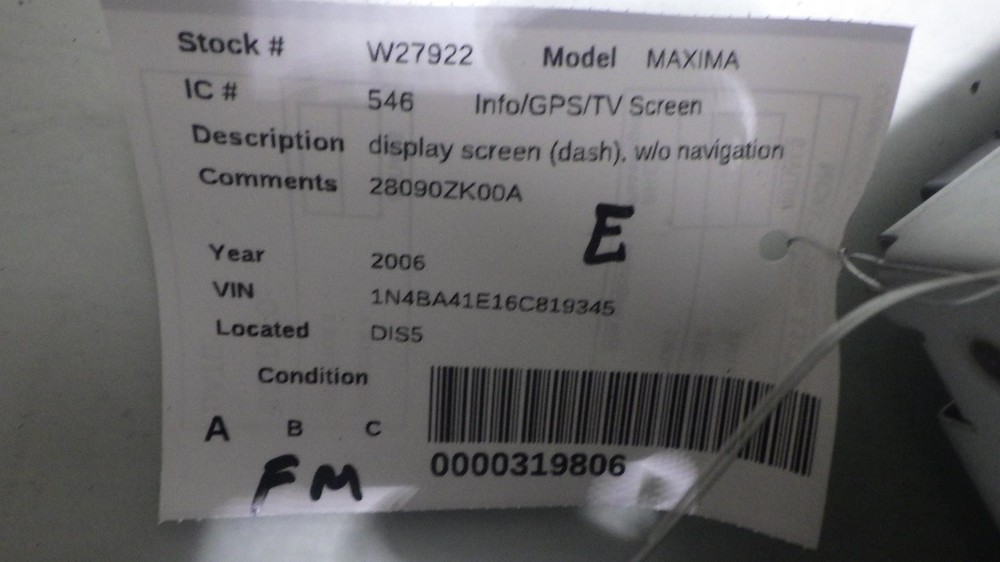 Stock # W27922 Model MAXIMA
IC # 546 Info/GPS/TV Screen
Description display screen (dash), w/o navigation
Comments 28090ZK00A
E
Year 2006
VIN 1N4BA41E16C819345
Located DIS5
Condition
A B C
0000319806
FM